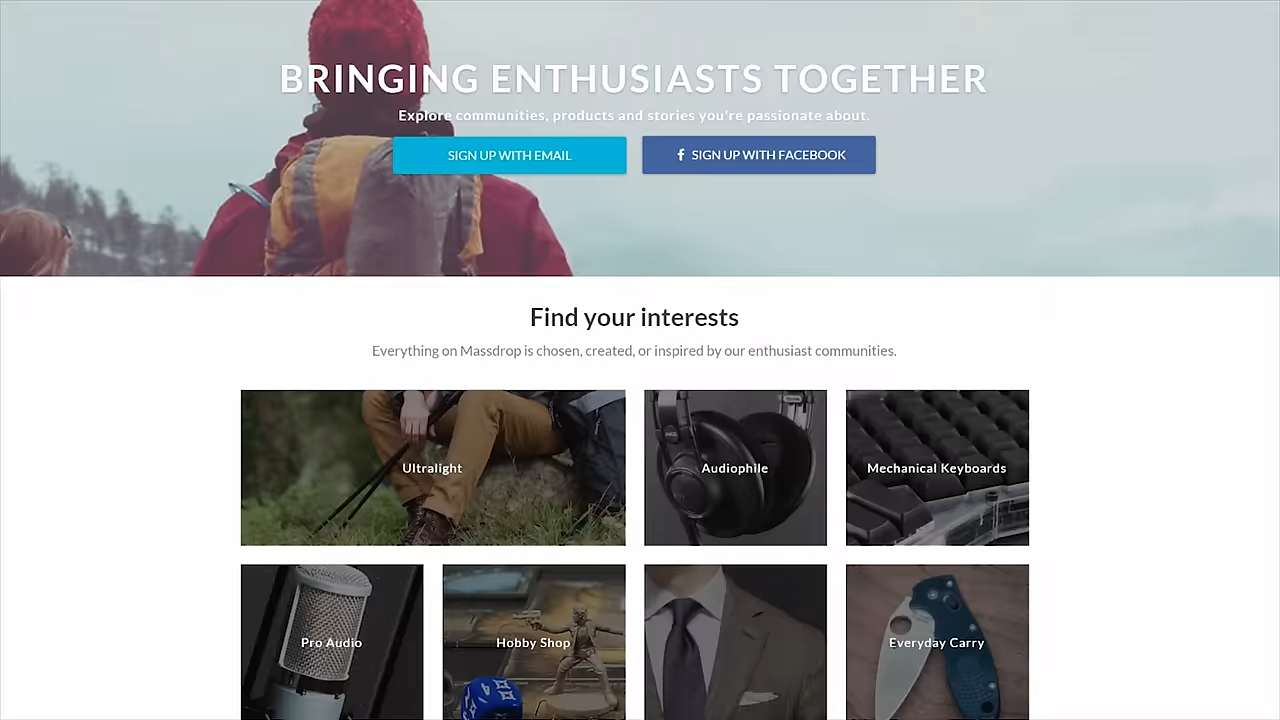 BRINGING ENTHUSIASTS TOGETHER
Explore communities, products and stories you're passionate about.
SIGN UP WITH EMAIL
f SIGN UP WITH FACEBOOK
Find your interests
Everything on Massdrop is chosen, created, or inspired by our enthusiast communities.
Ultralight
Audiophile
Mechanical Keyboards
Pro Audio
Hobby Shop
Everyday Carry